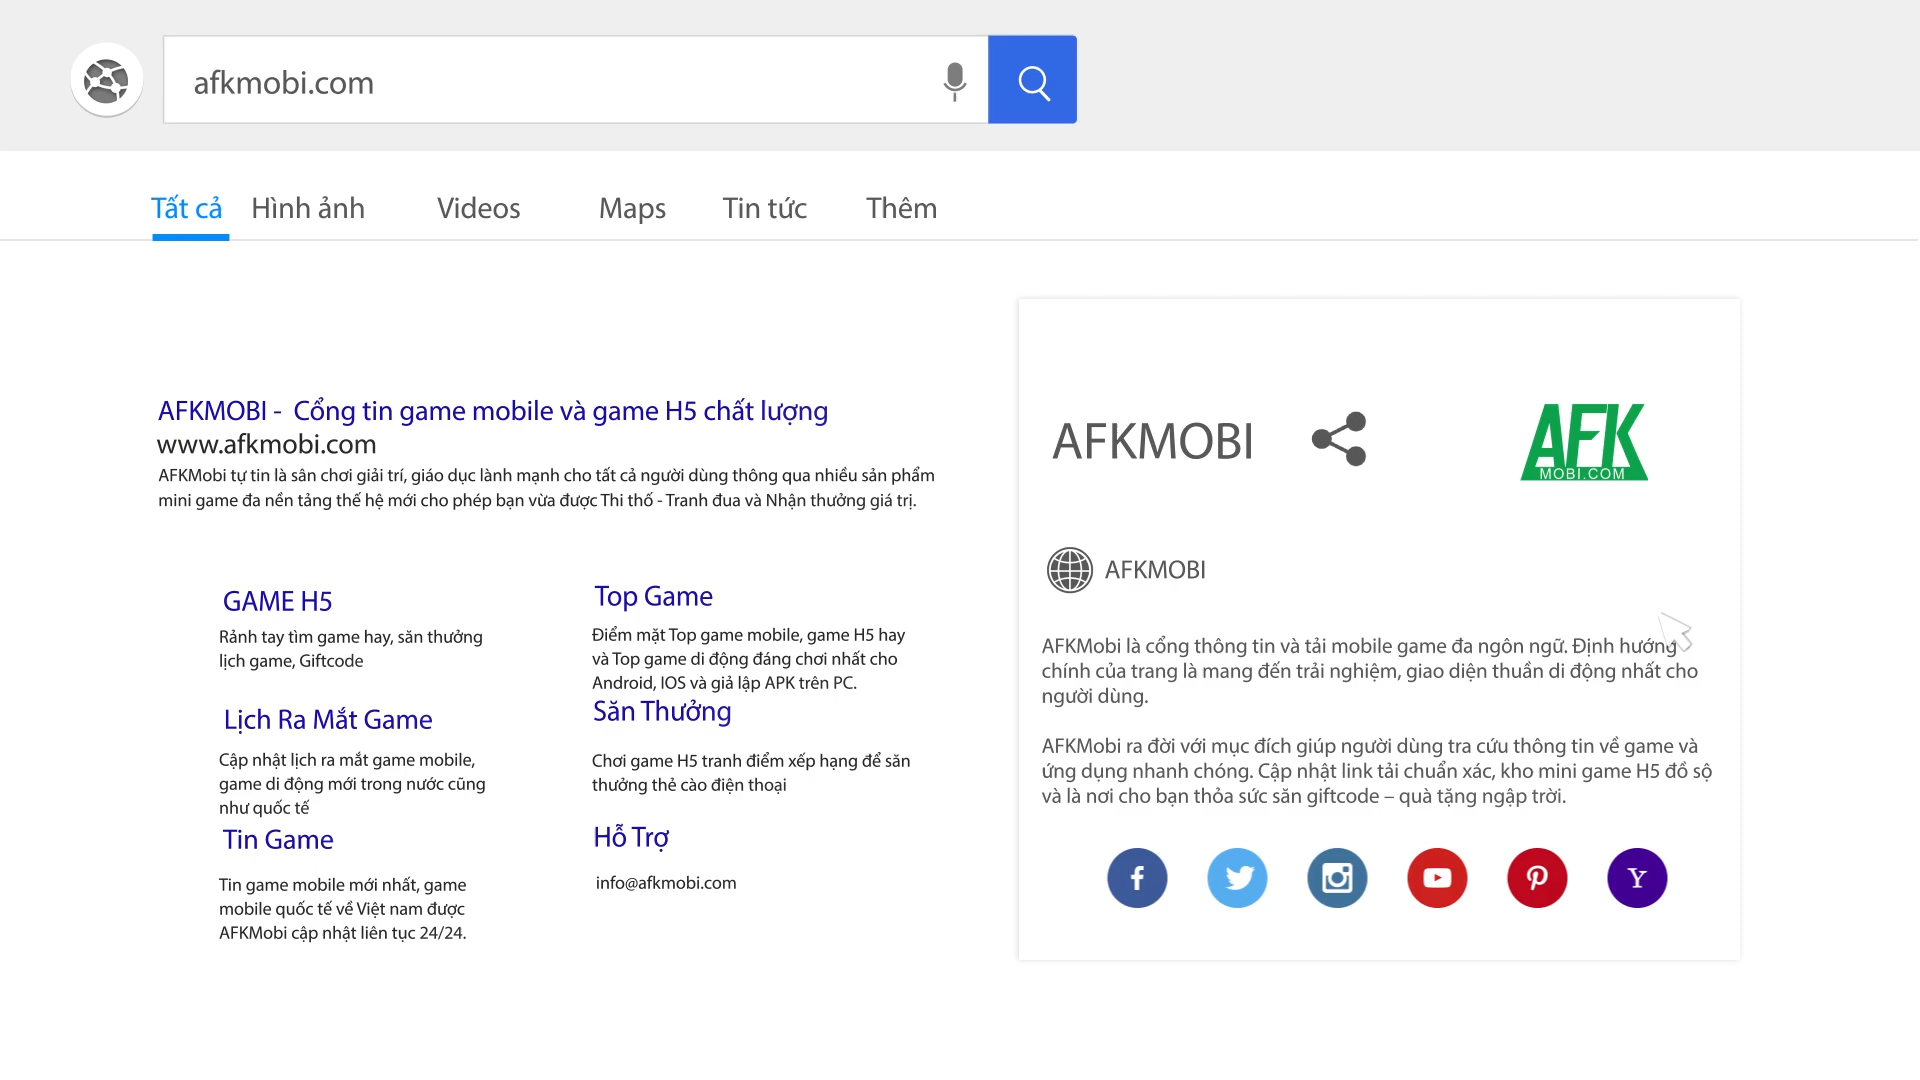 afkmobi.com
Tất cả Hình ảnh Videos Maps Tin tức Thêm
AFKMOBI - Cổng tin game mobile và game H5 chất lượng
www.afkmobi.com
AFKMobi tự tin là sân chơi giải trí, giáo dục lành mạnh cho tất cả người dùng thông qua nhiều sản phẩm
mini game đa nền tảng thế hệ mới cho phép bạn vừa được Thi thố - Tranh đua và Nhận thưởng giá trị.
GAME H5
Rảnh tay tìm game hay, săn thưởng
lịch game, Giftcode
Lịch Ra Mắt Game
Cập nhật lịch ra mắt game mobile,
game di động mới trong nước cũng
như quốc tế
Tin Game
Tin game mobile mới nhất, game
mobile quốc tế về Việt nam được
AFKMobi cập nhật liên tục 24/24.
Top Game
Điểm mặt Top game mobile, game H5 hay
và Top game di động đáng chơi nhất cho
Android, IOS và giả lập APK trên PC.
Săn Thưởng
Chơi game H5 tranh điểm xếp hạng để săn
thưởng thẻ cào điện thoại
Hỗ Trợ
info@afkmobi.com
AFKMOBI
AFK
MOBI.COM
AFKMOBI
AFKMobi là cổng thông tin và tải mobile game đa ngôn ngữ. Định hướng
chính của trang là mang đến trải nghiệm, giao diện thuần di động nhất cho
người dùng.
AFKMobi ra đời với mục đích giúp người dùng tra cứu thông tin về game và
ứng dụng nhanh chóng. Cập nhật link tải chuẩn xác, kho mini game H5 đồ sộ
và là nơi cho bạn thỏa sức săn giftcode – quà tặng ngập trời.